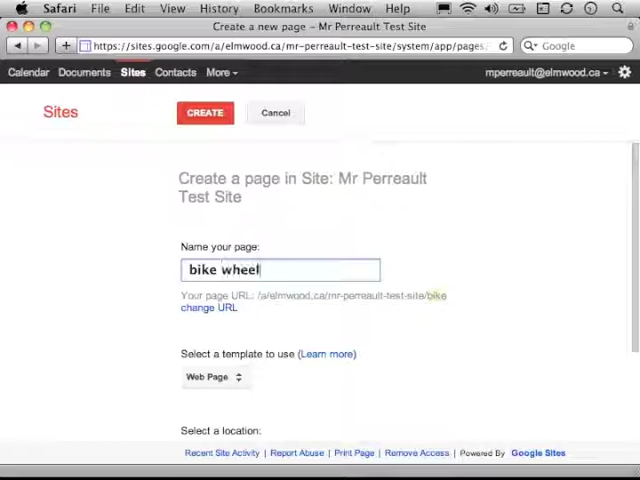 Safari File Edit View History Bookmarks Window Help
Create a new page – Mr Perreault Test Site
https://sites.google.com/a/elmwood.ca/mr-perreault-test-site/system/app/pages
Google
Calendar Documents Sites Contacts More
mperreault@elmwood.ca
Sites
CREATE
Cancel
Create a page in Site: Mr Perreault
Test Site
Name your page:
bike wheel
Your page URL: /a/elmwood.ca/mr-perreault-test-site/bike
change URL
Select a template to use (Learn more)
Web Page
Select a location:
Recent Site Activity | Report Abuse | Print Page | Remove Access | Powered By Google Sites